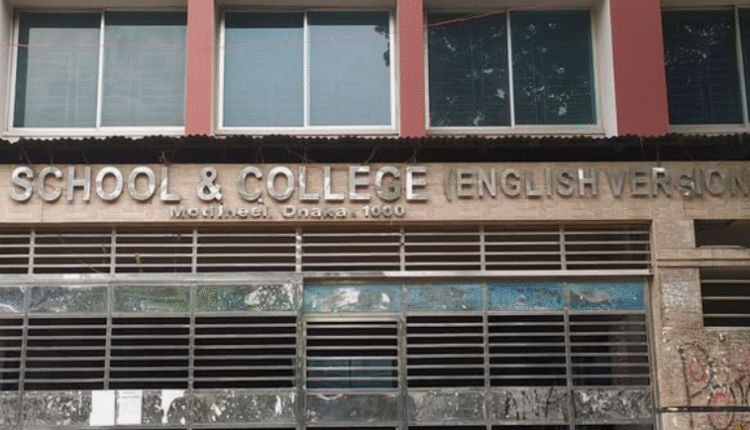 SCHOOL & COLLEGE (ENGLISH VERSION
Motijheel, Dhaka-1000